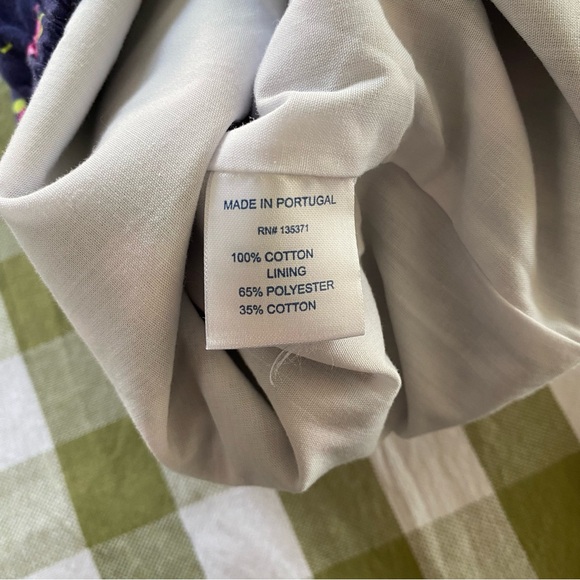 MADE IN PORTUGAL
RN# 135371
100% COTTON
LINING
65% POLYESTER
35% COTTON